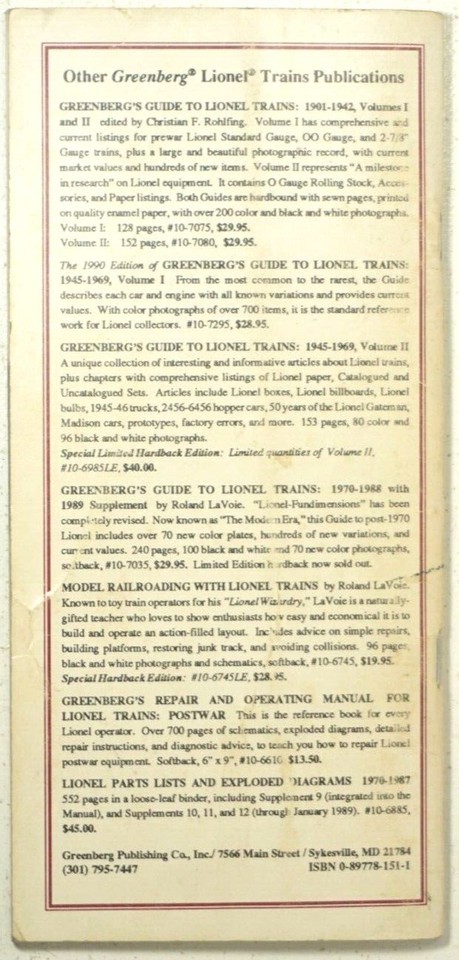 Other Greenberg® Lionel® Trains Publications
GREENBERG'S GUIDE TO LIONEL TRAINS: 1901-1942, Volumes I
and II edited by Christian F. Rohlfing. Volume I has comprehensive and
current listings for prewar Lionel Standard Gauge, OO Gauge, and 2-7/8"
Gauge trains, plus a large and beautiful photographic record, with current
market values and hundreds of new items. Volume II represents "A milestone
in research" on Lionel equipment. It contains O Gauge Rolling Stock, Acces-
sories, and Paper listings. Both Guides are hardbound with sewn pages, printed
on quality enamel paper, with over 200 color and black and white photographs.
Volume I: 128 pages, #10-7075, $29.95.
Volume II: 152 pages, #10-7080, $29.95.
The 1990 Edition of GREENBERG'S GUIDE TO LIONEL TRAINS:
1945-1969, Volume I From the most common to the rarest, the Guide
describes each car and engine with all known variations and provides current
values. With color photographs of over 700 items, it is the standard reference
work for Lionel collectors. #10-7295, $28.95.
GREENBERG'S GUIDE TO LIONEL TRAINS: 1945-1969, Volume II
A unique collection of interesting and informative articles about Lionel trains,
plus chapters with comprehensive listings of Lionel paper, Catalogued and
Uncatalogued Sets. Articles include Lionel boxes, Lionel billboards, Lionel
bulbs, 1945-46 trucks, 2456-6456 hopper cars, 50 years of the Lionel Gateman,
Madison cars, prototypes, factory errors, and more. 153 pages, 80 color and
96 black and white photographs.
Special Limited Hardback Edition: Limited quantities of Volume II,
#10-6985LE, $40.00.
GREENBERG'S GUIDE TO LIONEL TRAINS: 1970-1988 with
1989 Supplement by Roland LaVoie. "Lionel-Fundimensions" has been
completely revised. Now known as "The Modern Era," this Guide to post-1970
Lionel includes over 70 new color plates, hundreds of new variations, and
current values. 240 pages, 100 black and white and 70 new color photographs,
softback, #10-7035, $29.95. Limited Edition hardback now sold out.
MODEL RAILROADING WITH LIONEL TRAINS by Roland LaVoie.
Known to toy train operators for his "Lionel Wizardry," LaVoie is a naturally-
gifted teacher who loves to show enthusiasts how easy and economical it is to
build and operate an action-filled layout. Includes advice on simple repairs,
building platforms, restoring junk track, and avoiding collisions. 96 pages,
black and white photographs and schematics, softback, #10-6745, $19.95.
Special Hardback Edition: #10-6745LE, $28.95.
GREENBERG'S REPAIR AND OPERATING MANUAL FOR
LIONEL TRAINS: POSTWAR This is the reference book for every
Lionel operator. Over 700 pages of schematics, exploded diagrams, detailed
repair instructions, and diagnostic advice, to teach you how to repair Lionel
postwar equipment. Softback, 6" x 9", #10-6610 $13.50.
LIONEL PARTS LISTS AND EXPLODED DIAGRAMS 1970-1987
552 pages in a loose-leaf binder, including Supplement 9 (integrated into the
Manual), and Supplements 10, 11, and 12 (through January 1989). #10-6885,
$45.00.
Greenberg Publishing Co., Inc./ 7566 Main Street / Sykesville, MD 21784
(301) 795-7447 ISBN 0-89778-151-1